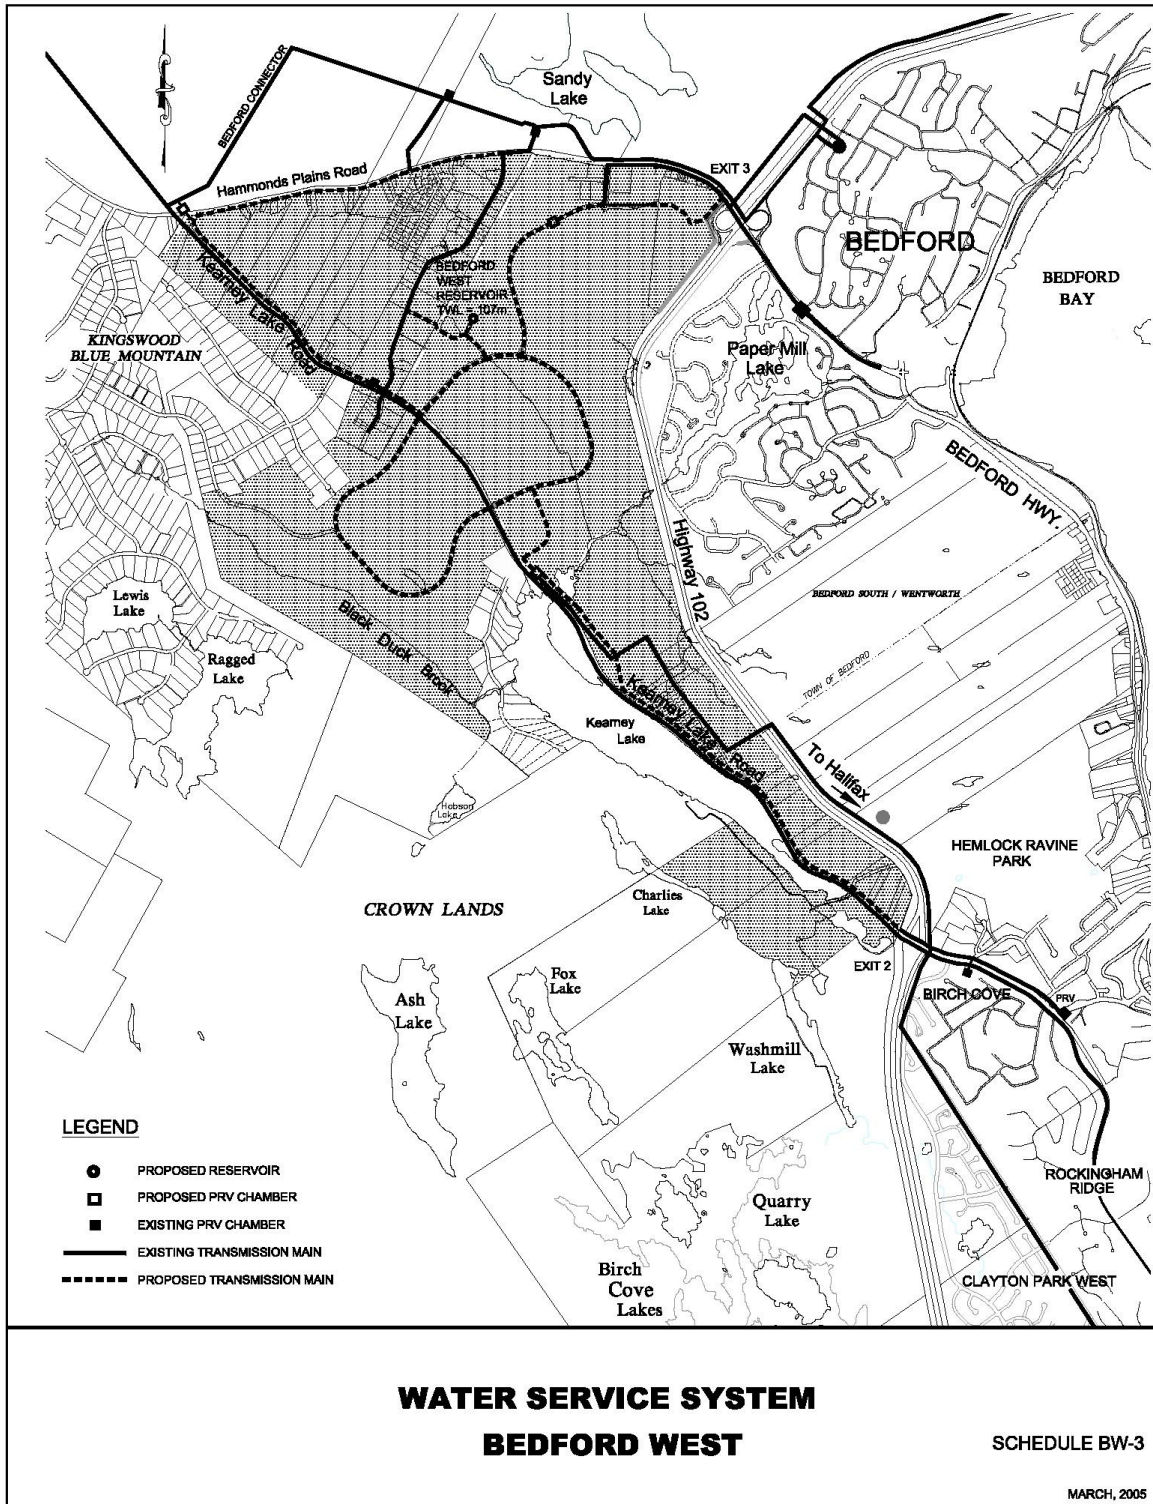 BEDFORD CONNECTOR
Sandy
Lake
EXIT 3
Hammonds Plains Road
BEDFORD
BEDFORD
BAY
Kearney Lake Road
BEDFORD
WEST
RESERVOIR
TWL 107m
KINGSWOOD
BLUE MOUNTAIN
Paper Mill
Lake
BEDFORD HWY.
Highway 102
BEDFORD SOUTH / WENTWORTH
Lewis
Lake
Black Duck Brook
Ragged
Lake
TOWN OF BEDFORD
Kearney Lake Road
Kearney
Lake
To Halifax
Hobson
Lake
HEMLOCK RAVINE
PARK
Charlies
Lake
CROWN LANDS
EXIT 2
Fox
Lake
BIRCH COVE
PRV
Ash
Lake
Washmill
Lake
LEGEND
PROPOSED RESERVOIR
PROPOSED PRV CHAMBER
EXISTING PRV CHAMBER
EXISTING TRANSMISSION MAIN
PROPOSED TRANSMISSION MAIN
ROCKINGHAM
RIDGE
Quarry
Lake
Birch
Cove
Lakes
CLAYTON PARK WEST
WATER SERVICE SYSTEM
BEDFORD WEST
SCHEDULE BW-3
MARCH, 2005